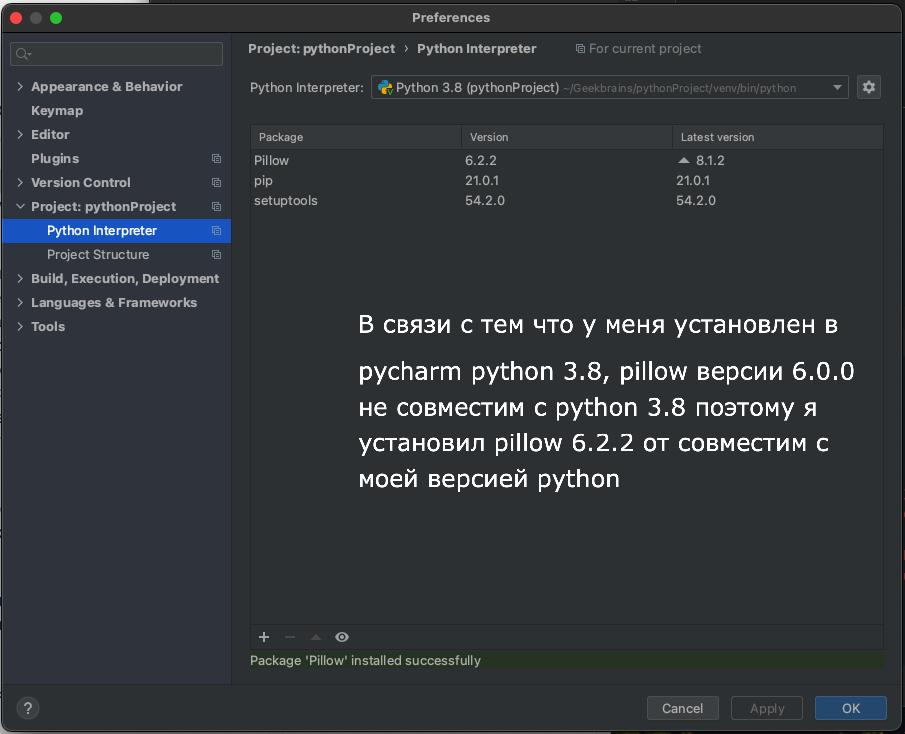 Preferences
Project: pythonProject › Python Interpreter For current project
Python Interpreter: Python 3.8 (pythonProject) ~/Geekbrains/pythonProject/venv/bin/python
Appearance & Behavior
Keymap
Editor
Plugins
Version Control
Project: pythonProject
Python Interpreter
Project Structure
Build, Execution, Deployment
Languages & Frameworks
Tools
Package Version Latest version
Pillow 6.2.2 8.1.2
pip 21.0.1 21.0.1
setuptools 54.2.0 54.2.0
В связи с тем что у меня установлен в
pycharm python 3.8, pillow версии 6.0.0
не совместим с python 3.8 поэтому я
установил pillow 6.2.2 от совместим с
моей версией python
Package 'Pillow' installed successfully
? Cancel Apply OK